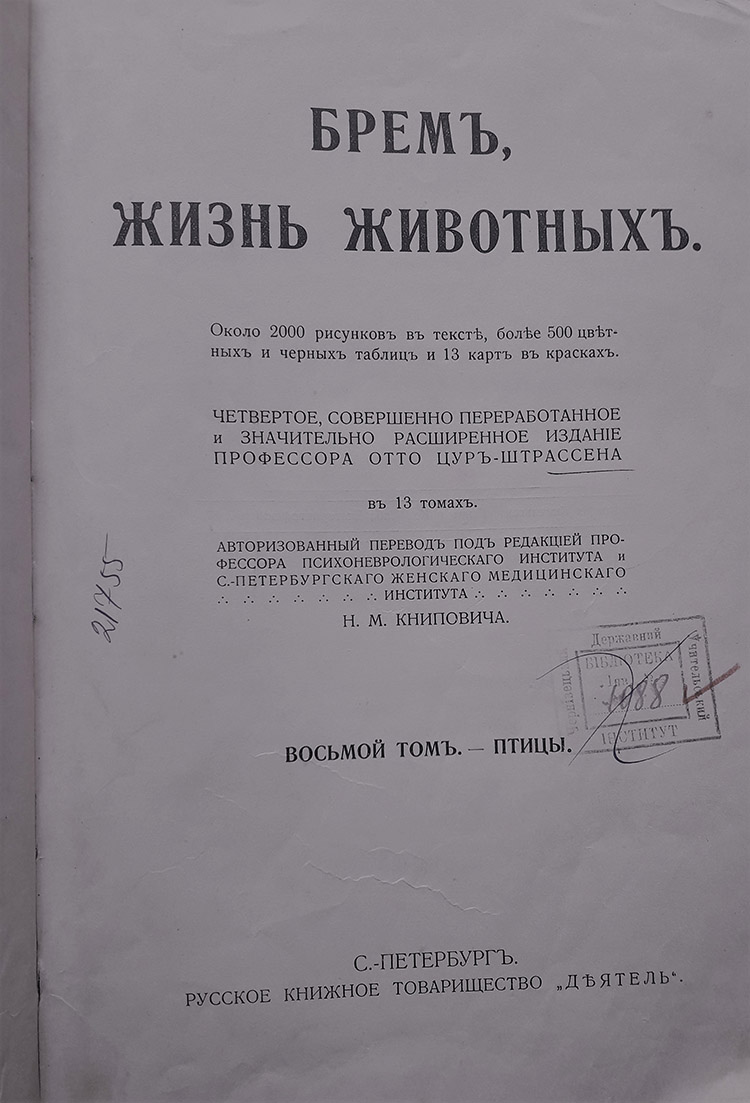 БРЕМЪ,
ЖИЗНЬ ЖИВОТНЫХЪ.
Около 2000 рисунковъ въ текстѣ, болѣе 500 цвѣт-
ныхъ и черныхъ таблицъ и 13 картъ въ краскахъ.
ЧЕТВЕРТОЕ, СОВЕРШЕННО ПЕРЕРАБОТАННОЕ
и ЗНАЧИТЕЛЬНО РАСШИРЕННОЕ ИЗДАНІЕ
ПРОФЕССОРА ОТТО ЦУРЪ-ШТРАССЕНА
въ 13 томахъ.
АВТОРИЗОВАННЫЙ ПЕРЕВОДЪ ПОДЪ РЕДАКЦІЕЙ ПРО-
ФЕССОРА ПСИХОНЕВРОЛОГИЧЕСКАГО ИНСТИТУТА и
С.-ПЕТЕРБУРГСКАГО ЖЕНСКАГО МЕДИЦИНСКАГО
ИНСТИТУТА
Н. М. КНИПОВИЧА.
21755
Державний
Учительский
БІБЛІОТЕКА
1088
ІНСТИТУТ
ВОСЬМОЙ ТОМЪ. — ПТИЦЫ.
С.-ПЕТЕРБУРГЪ.
РУССКОЕ КНИЖНОЕ ТОВАРИЩЕСТВО „ДѢЯТЕЛЬ“.